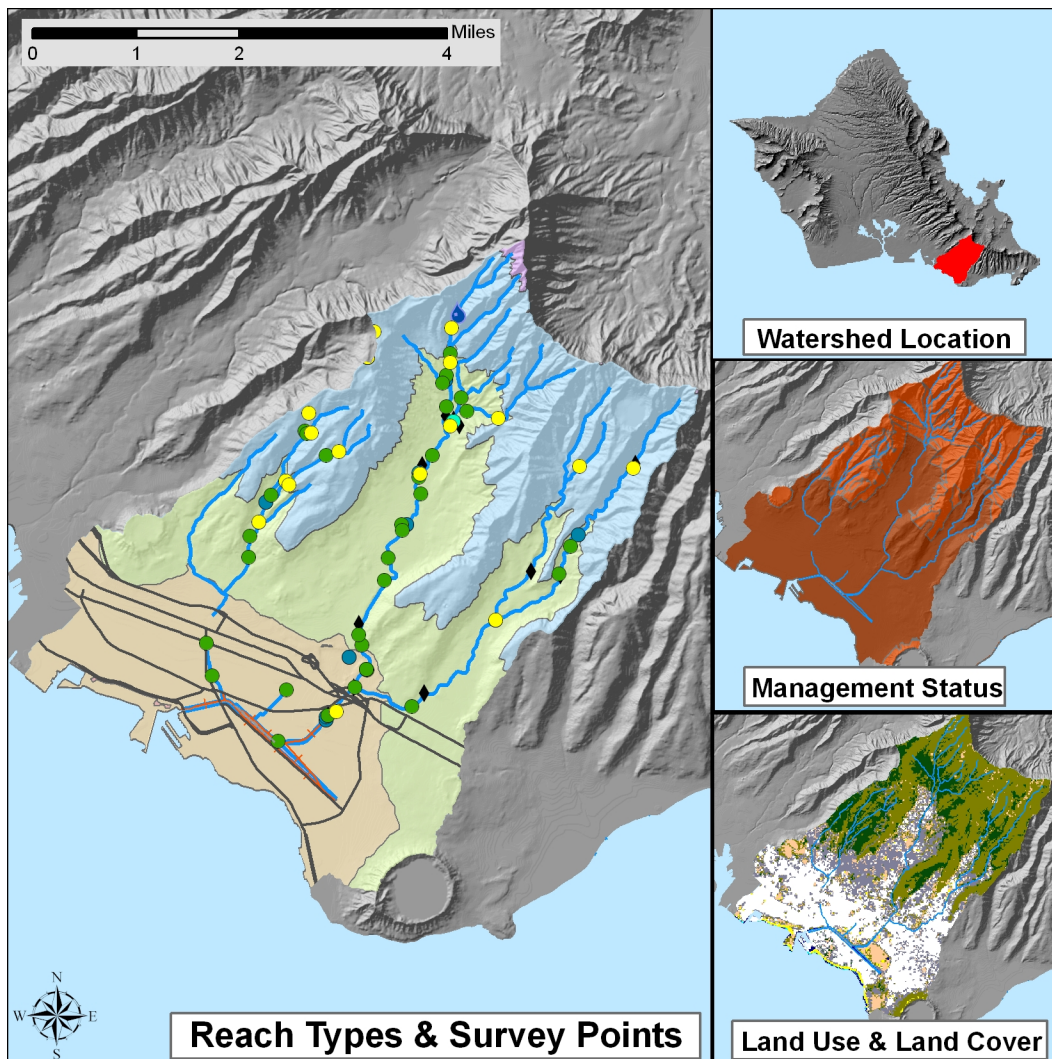 Miles
0 1 2 4
Watershed Location
Management Status
N
W E
S
Reach Types & Survey Points
Land Use & Land Cover